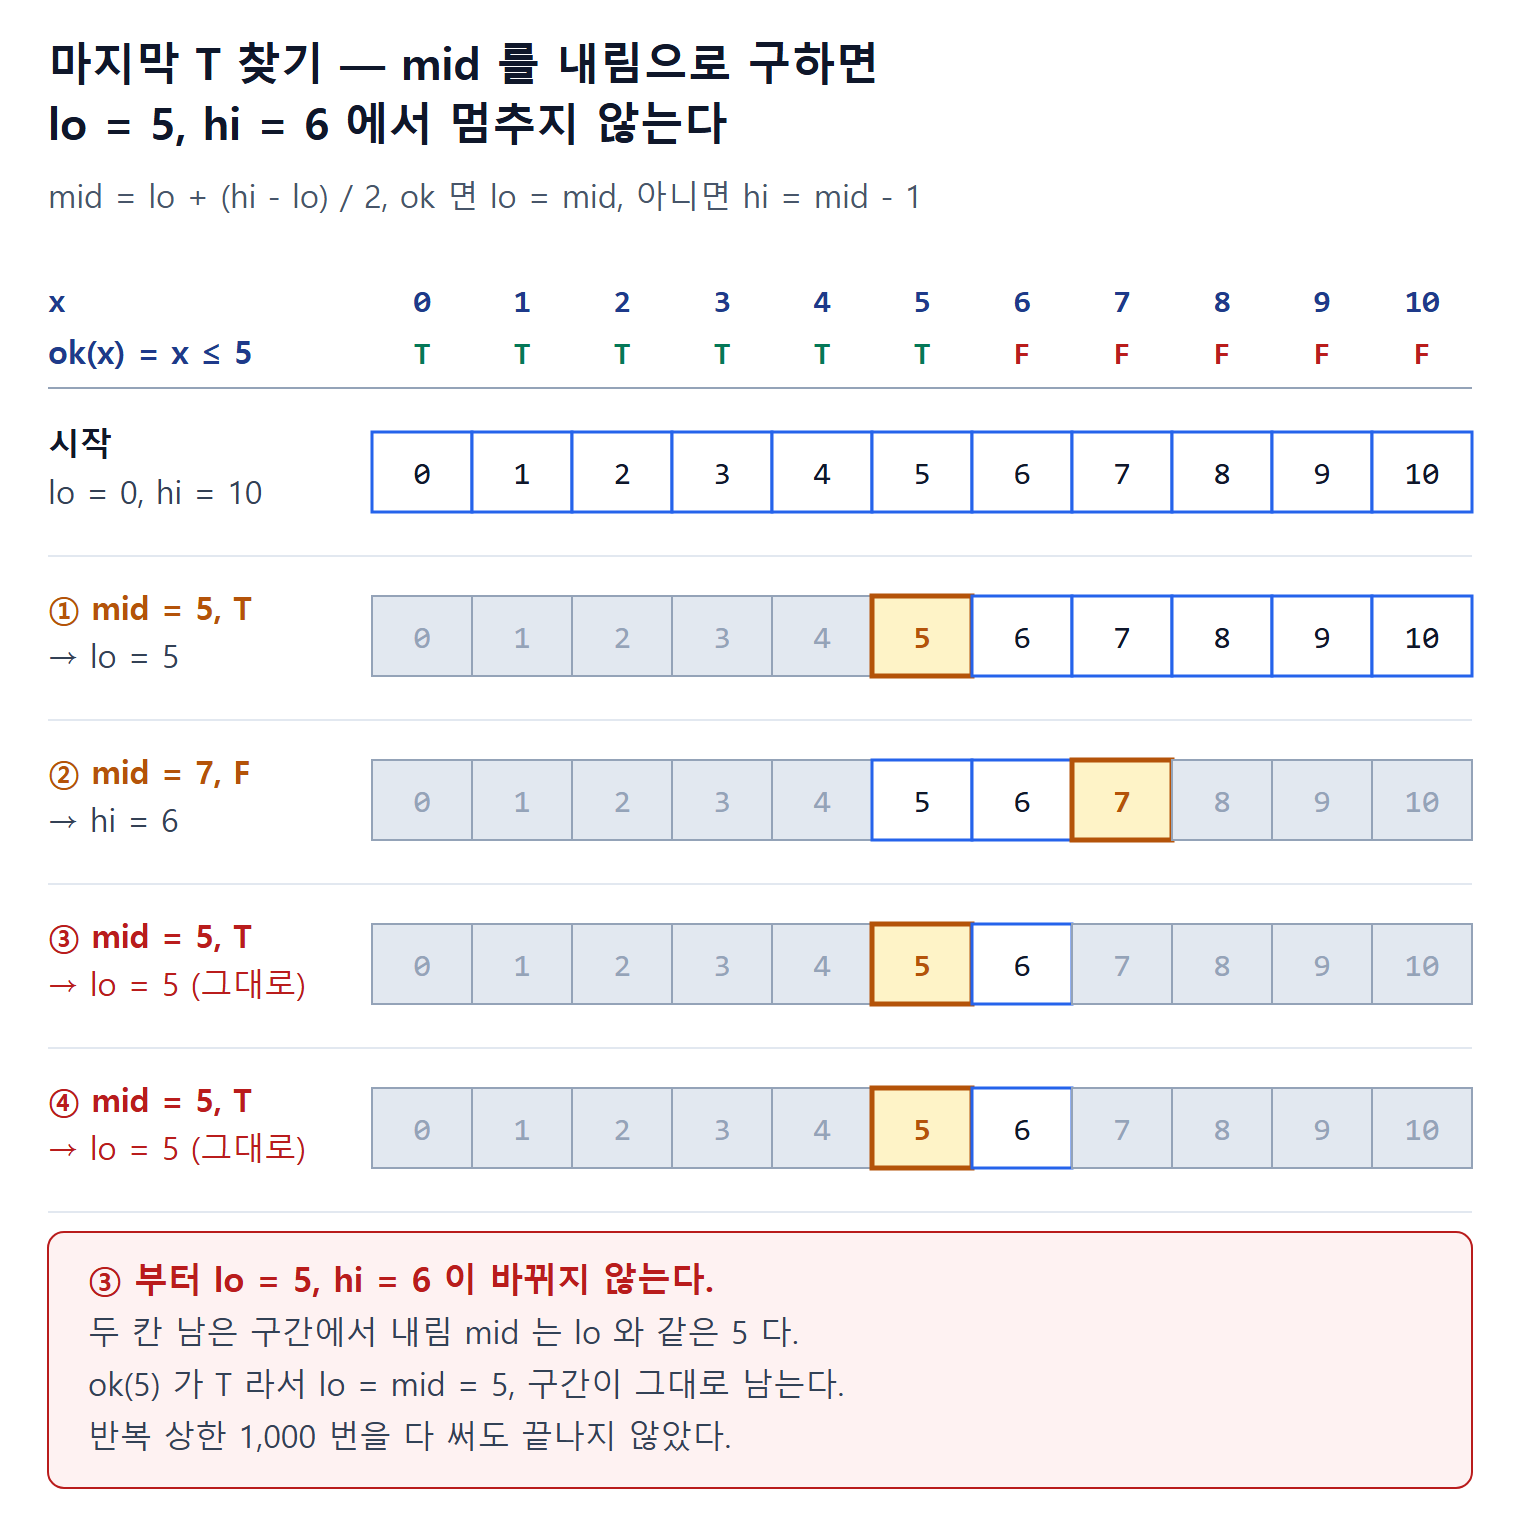 마지막 T 찾기 — mid 를 내림으로 구하면
lo = 5, hi = 6 에서 멈추지 않는다
mid = lo + (hi - lo) / 2, ok 면 lo = mid, 아니면 hi = mid - 1
x 0 1 2 3 4 5 6 7 8 9 10
ok(x) = x ≤ 5 T T T T T T F F F F F
시작
lo = 0, hi = 10
0 1 2 3 4 5 6 7 8 9 10
① mid = 5, T
→ lo = 5
0 1 2 3 4 5 6 7 8 9 10
② mid = 7, F
→ hi = 6
0 1 2 3 4 5 6 7 8 9 10
③ mid = 5, T
→ lo = 5 (그대로)
0 1 2 3 4 5 6 7 8 9 10
④ mid = 5, T
→ lo = 5 (그대로)
0 1 2 3 4 5 6 7 8 9 10
③ 부터 lo = 5, hi = 6 이 바뀌지 않는다.
두 칸 남은 구간에서 내림 mid 는 lo 와 같은 5 다.
ok(5) 가 T 라서 lo = mid = 5, 구간이 그대로 남는다.
반복 상한 1,000 번을 다 써도 끝나지 않았다.